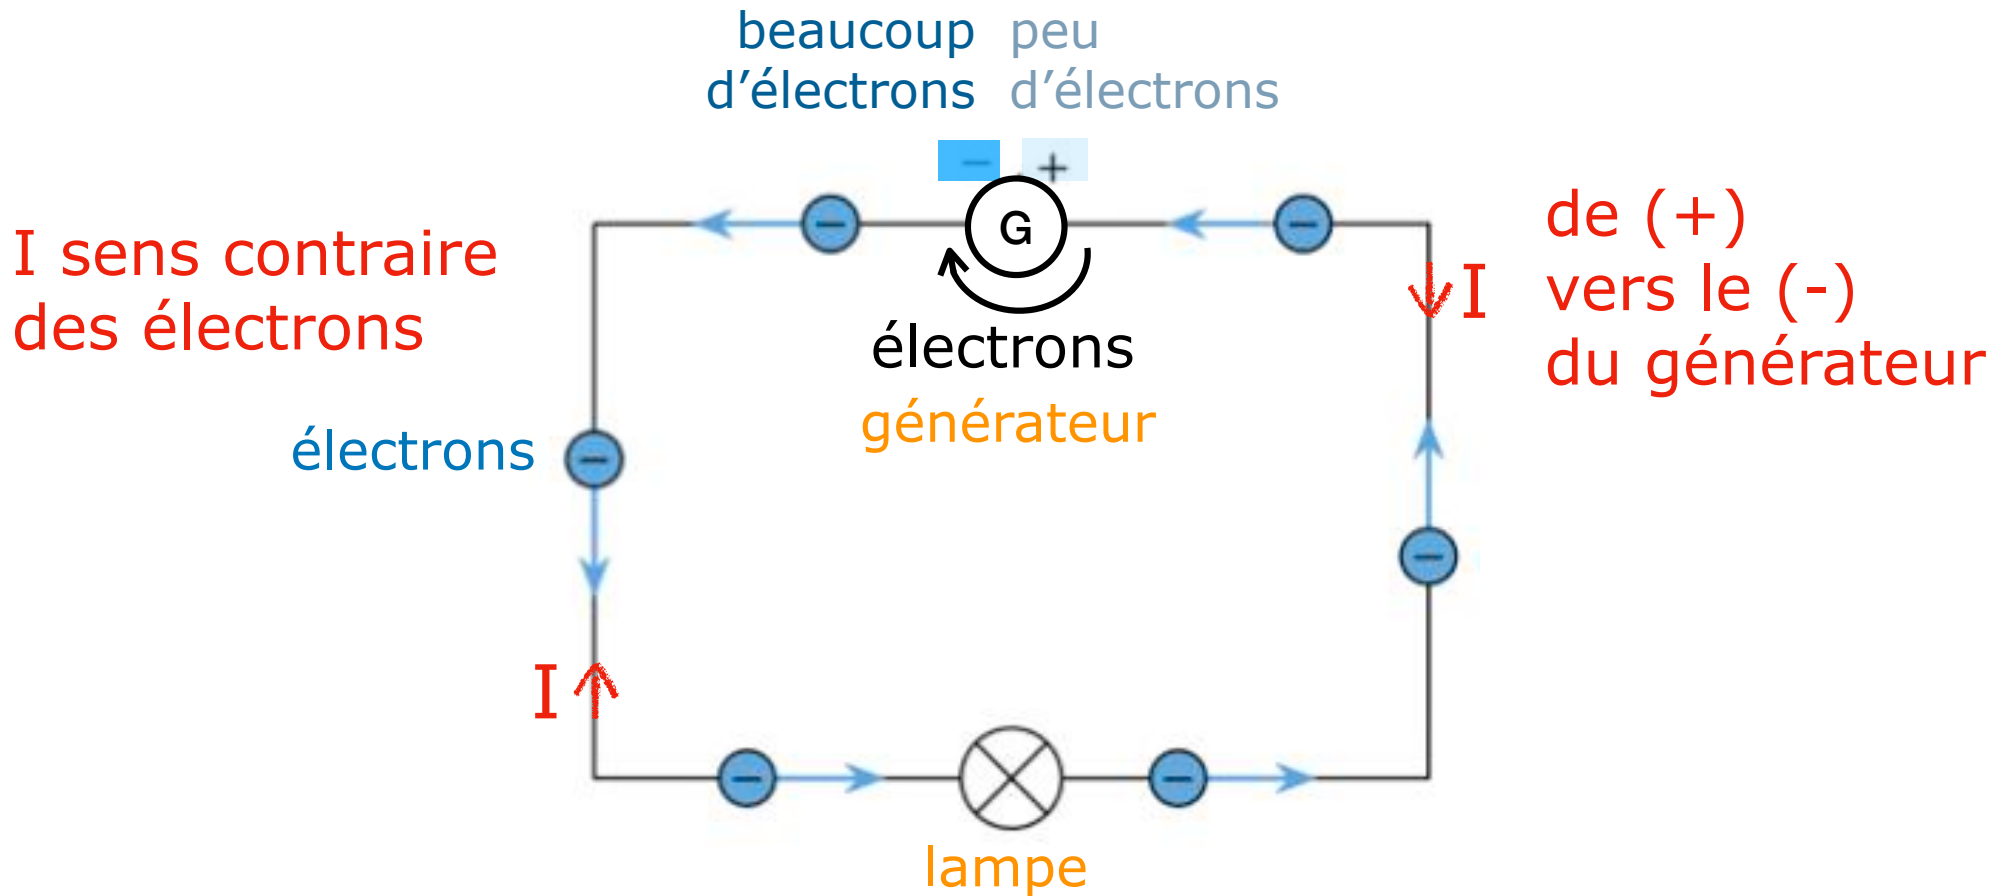 beaucoup
d’électrons
peu
d’électrons
−
+
G
I sens contraire
des électrons
de (+)
vers le (-)
du générateur
I
électrons
générateur
électrons
I
lampe
−
−
−
−
−
−